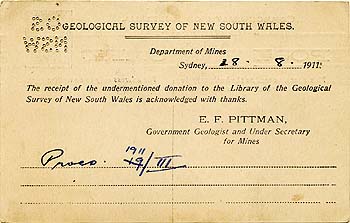 GEOLOGICAL SURVEY OF NEW SOUTH WALES.
Department of Mines
Sydney, 28 . 8 . 1911.
The receipt of the undermentioned donation to the Library of the Geological
Survey of New South Wales is acknowledged with thanks.
E. F. PITTMAN,
Government Geologist and Under Secretary
for Mines
1911
/III